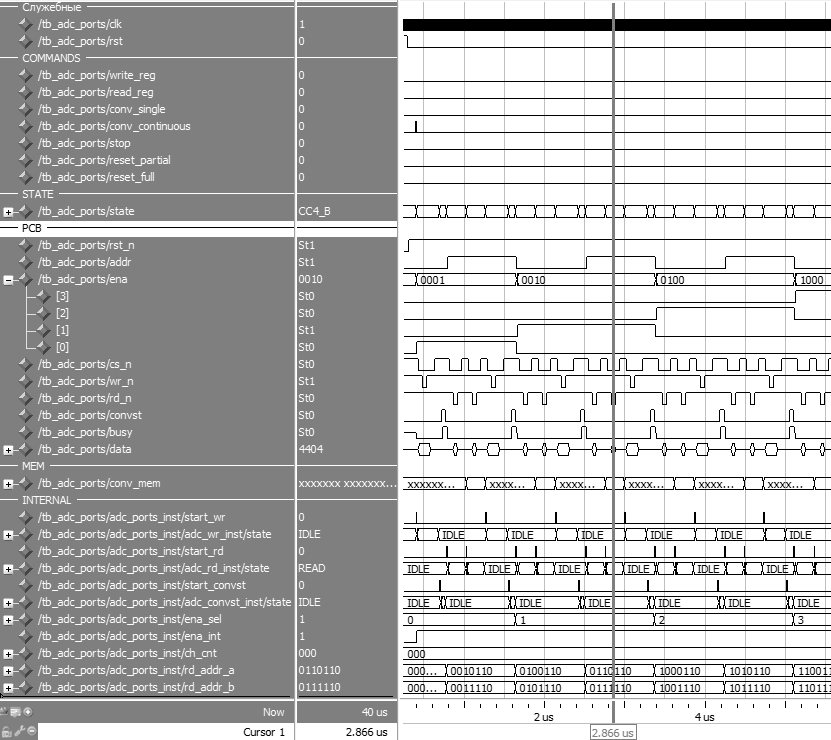 Служебные
/tb_adc_ports/clk 1
/tb_adc_ports/rst 0
COMMANDS
/tb_adc_ports/write_reg 0
/tb_adc_ports/read_reg 0
/tb_adc_ports/conv_single 0
/tb_adc_ports/conv_continuous 0
/tb_adc_ports/stop 0
/tb_adc_ports/reset_partial 0
/tb_adc_ports/reset_full 0
STATE
/tb_adc_ports/state CC4_B
PCB
/tb_adc_ports/rst_n St1
/tb_adc_ports/addr St1
/tb_adc_ports/ena 0010 0001 0010 0100 1000
[3] St0
[2] St0
[1] St1
[0] St0
/tb_adc_ports/cs_n St0
/tb_adc_ports/wr_n St1
/tb_adc_ports/rd_n St0
/tb_adc_ports/convst St0
/tb_adc_ports/busy St0
/tb_adc_ports/data 4404
MEM
/tb_adc_ports/conv_mem xxxxxxx xxxxxxx... xxxxxx... xxxx... xxxx... xxxx... xxxx... xxxx...
INTERNAL
/tb_adc_ports/adc_ports_inst/start_wr 0
/tb_adc_ports/adc_ports_inst/adc_wr_inst/state IDLE IDLE IDLE IDLE IDLE IDLE IDLE
/tb_adc_ports/adc_ports_inst/start_rd 0
/tb_adc_ports/adc_ports_inst/adc_rd_inst/state READ IDLE IDLE IDLE IDLE IDLE IDLE
/tb_adc_ports/adc_ports_inst/start_convst 0
/tb_adc_ports/adc_ports_inst/adc_convst_inst/state IDLE IDLE IDLE IDLE IDLE IDLE IDLE IDLE
/tb_adc_ports/adc_ports_inst/ena_sel 1 0 1 2 3
/tb_adc_ports/adc_ports_inst/ena_int 1
/tb_adc_ports/adc_ports_inst/ch_cnt 000 000
/tb_adc_ports/adc_ports_inst/rd_addr_a 0110110 000... 0010110 0100110 0110110 1000110 1010110 11001
/tb_adc_ports/adc_ports_inst/rd_addr_b 0111110 000... 0011110 0101110 0111110 1001110 1011110 11011
Now 40 us 2 us 4 us
Cursor 1 2.866 us 2.866 us